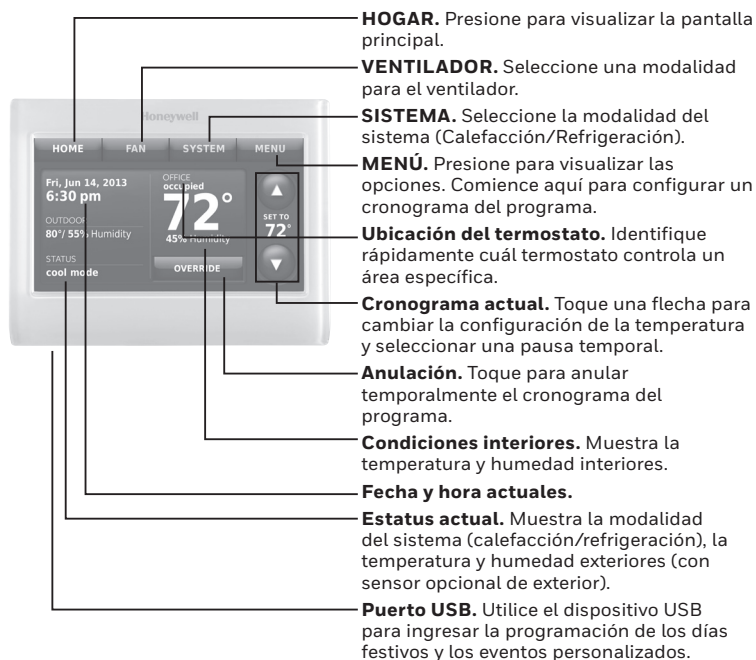 HOGAR. Presione para visualizar la pantalla
principal.
VENTILADOR. Seleccione una modalidad
para el ventilador.
SISTEMA. Seleccione la modalidad del
sistema (Calefacción/Refrigeración).
MENÚ. Presione para visualizar las
opciones. Comience aquí para configurar un
cronograma del programa.
Ubicación del termostato. Identifique
rápidamente cuál termostato controla un
área específica.
Cronograma actual. Toque una flecha para
cambiar la configuración de la temperatura
y seleccionar una pausa temporal.
Anulación. Toque para anular
temporalmente el cronograma del
programa.
Condiciones interiores. Muestra la
temperatura y humedad interiores.
Fecha y hora actuales.
Estatus actual. Muestra la modalidad
del sistema (calefacción/refrigeración), la
temperatura y humedad exteriores (con
sensor opcional de exterior).
Puerto USB. Utilice el dispositivo USB
para ingresar la programación de los días
festivos y los eventos personalizados.
Honeywell
HOME FAN SYSTEM MENU
Fri, Jun 14, 2013
6:30 pm
OUTDOOR
80°/ 55% Humidity
STATUS
cool mode
OFFICE
occupied
72°
45% Humidity
OVERRIDE
SET TO
72°